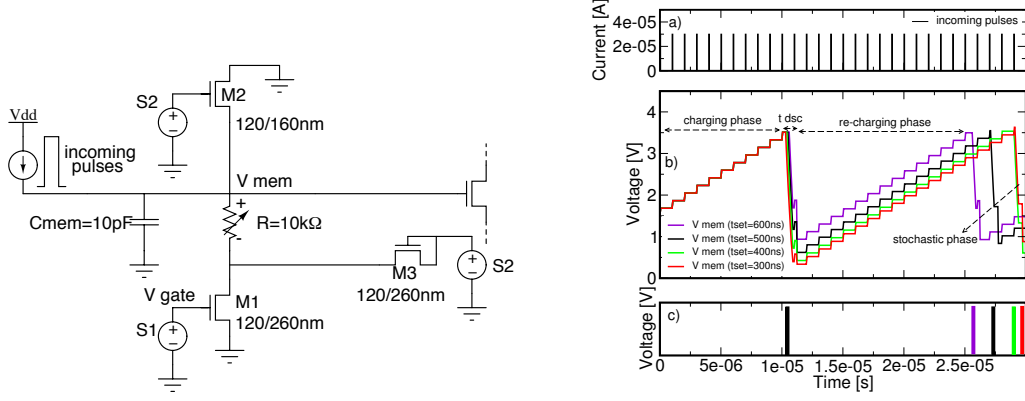 S2
M2
120/160nm
Vdd
incoming
pulses
V mem
+
-
Cmem=10pF
R=10kΩ
M3
120/260nm
S2
V gate
M1
120/260nm
S1
Current [A]
4e-05
2e-05
0
a)
incoming pulses
Voltage [V]
4
3
2
1
0
b)
charging phase
t dsc
re-charging phase
V mem (tset=600ns)
V mem (tset=500ns)
V mem (tset=400ns)
V mem (tset=300ns)
stochastic phase
Voltage [V]
c)
0
5e-06
1e-05
1.5e-05
2e-05
2.5e-05
Time [s]